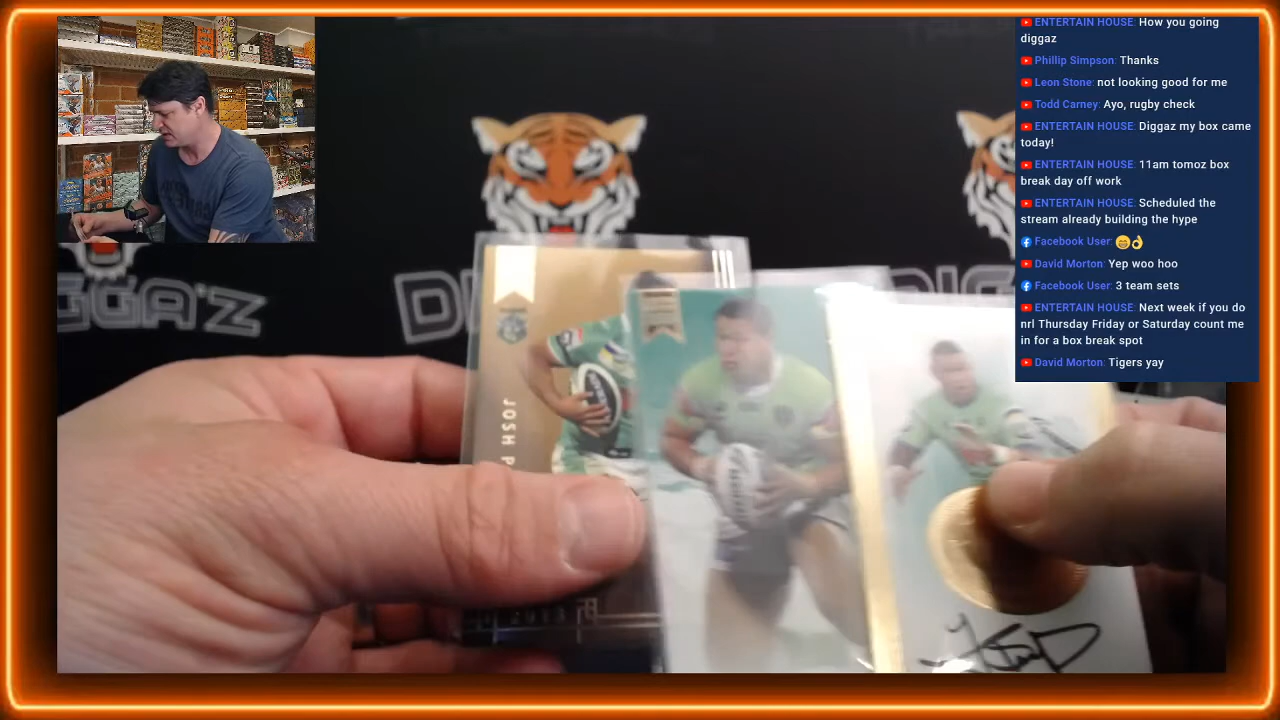 ENTERTAIN HOUSE: How you going
diggaz
Phillip Simpson: Thanks
Leon Stone: not looking good for me
Todd Carney: Ayo, rugby check
ENTERTAIN HOUSE: Diggaz my box came
today!
ENTERTAIN HOUSE: 11am tomoz box
break day off work
ENTERTAIN HOUSE: Scheduled the
stream already building the hype
Facebook User: 😁👌
David Morton: Yep woo hoo
Facebook User: 3 team sets
ENTERTAIN HOUSE: Next week if you do
nrl Thursday Friday or Saturday count me
in for a box break spot
David Morton: Tigers yay
IGGA'Z
DIG
JOSH P
2013